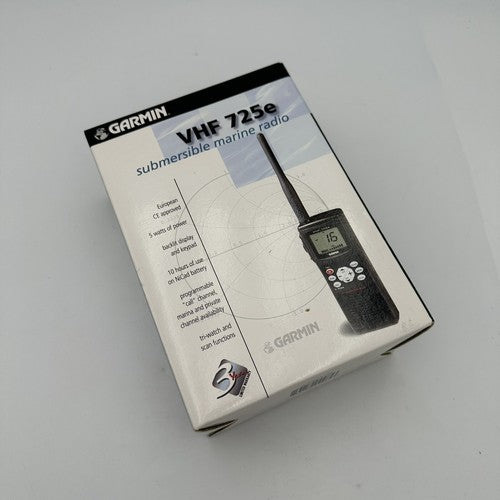 GARMIN
VHF 725e
submersible marine radio
European
CE approved
5 watts of power
backlit display
and keypad
10 hours of use
on NiCad battery
programmable
"call" channel,
marina and private
channel availability
tri-watch and
scan functions
16
GARMIN
3